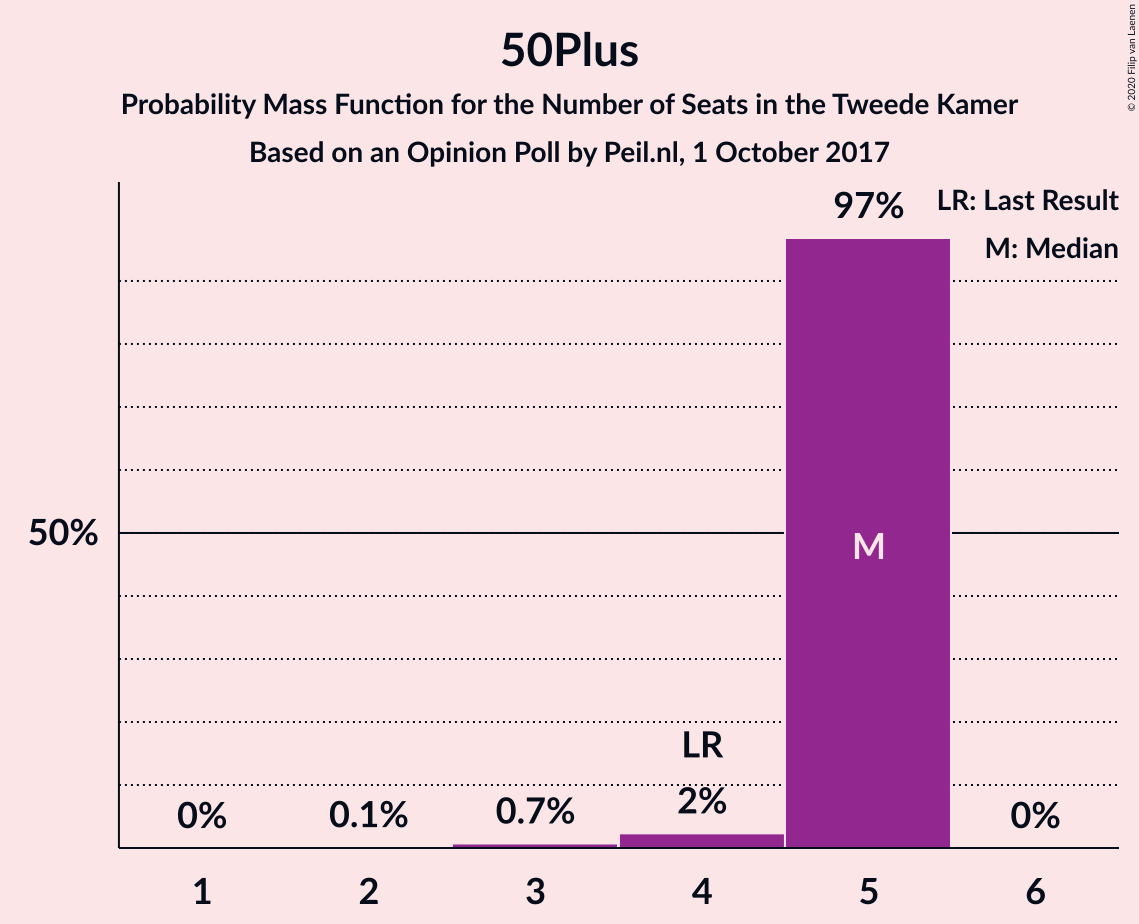 50Plus
Probability Mass Function for the Number of Seats in the Tweede Kamer
Based on an Opinion Poll by Peil.nl, 1 October 2017
© 2020 Filip van Laenen
LR: Last Result
M: Median
97%
50%
M
LR
0%
0.1%
0.7%
2%
0%
1
2
3
4
5
6